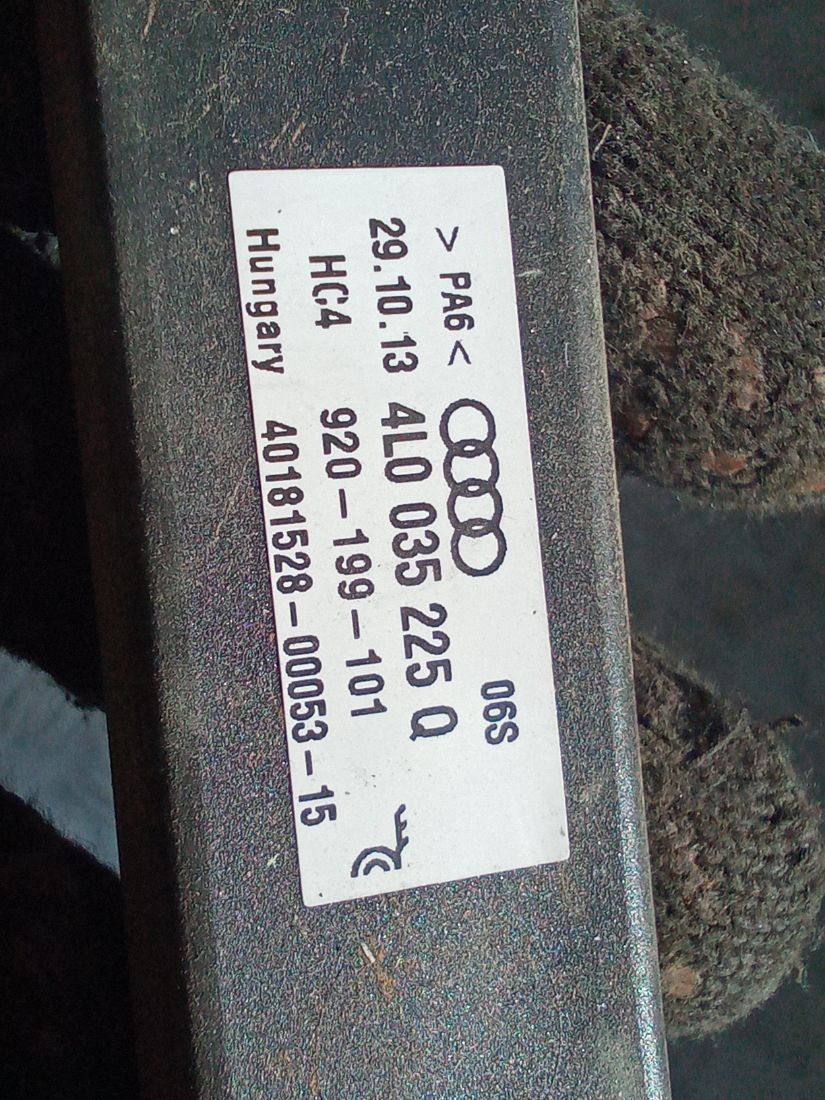 06S
> PA6 <
29.10.13 4L0 035 225 Q
HC4 920-199-101
Hungary 40181528-00053-15